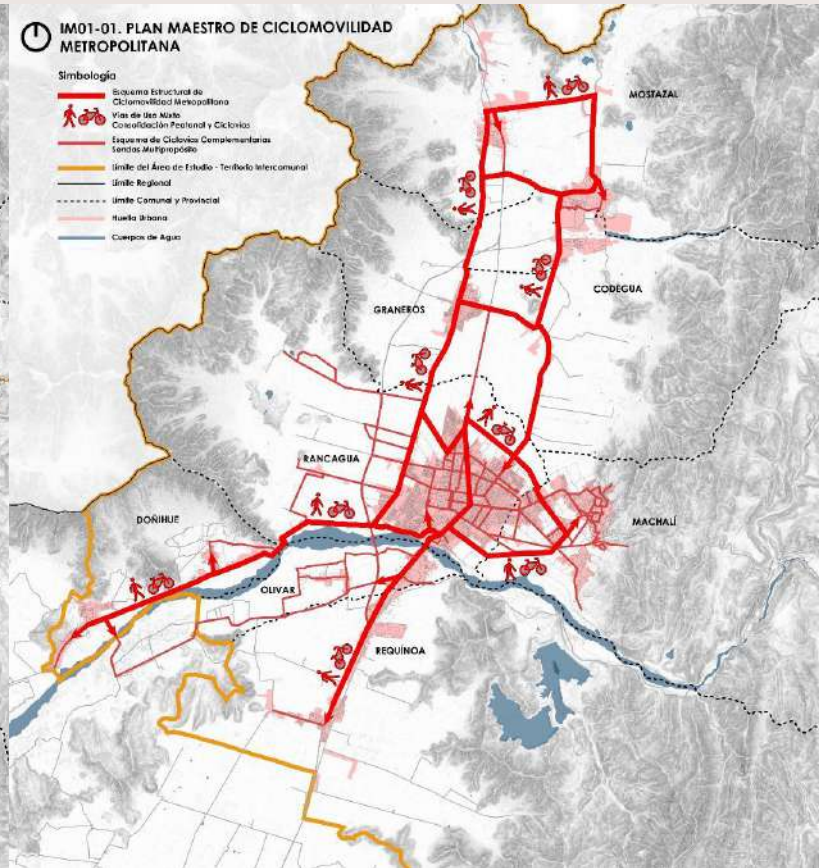 IM01-01. PLAN MAESTRO DE CICLOMOVILIDAD
METROPOLITANA
Simbología
Esquema Estructural de
Ciclomovilidad Metropolitana
Vías de Uso Mixto
Consolidación Peatonal y Ciclovías
Esquema de Ciclovías Complementarias
Sendas Multipropósito
Límite del Área de Estudio - Territorio Intercomunal
Límite Regional
Límite Comunal y Provincial
Huella Urbana
Cuerpos de Agua
MOSTAZAL
CODEGUA
GRANEROS
RANCAGUA
DOÑIHUE
MACHALÍ
OLIVAR
REQUÍNOA